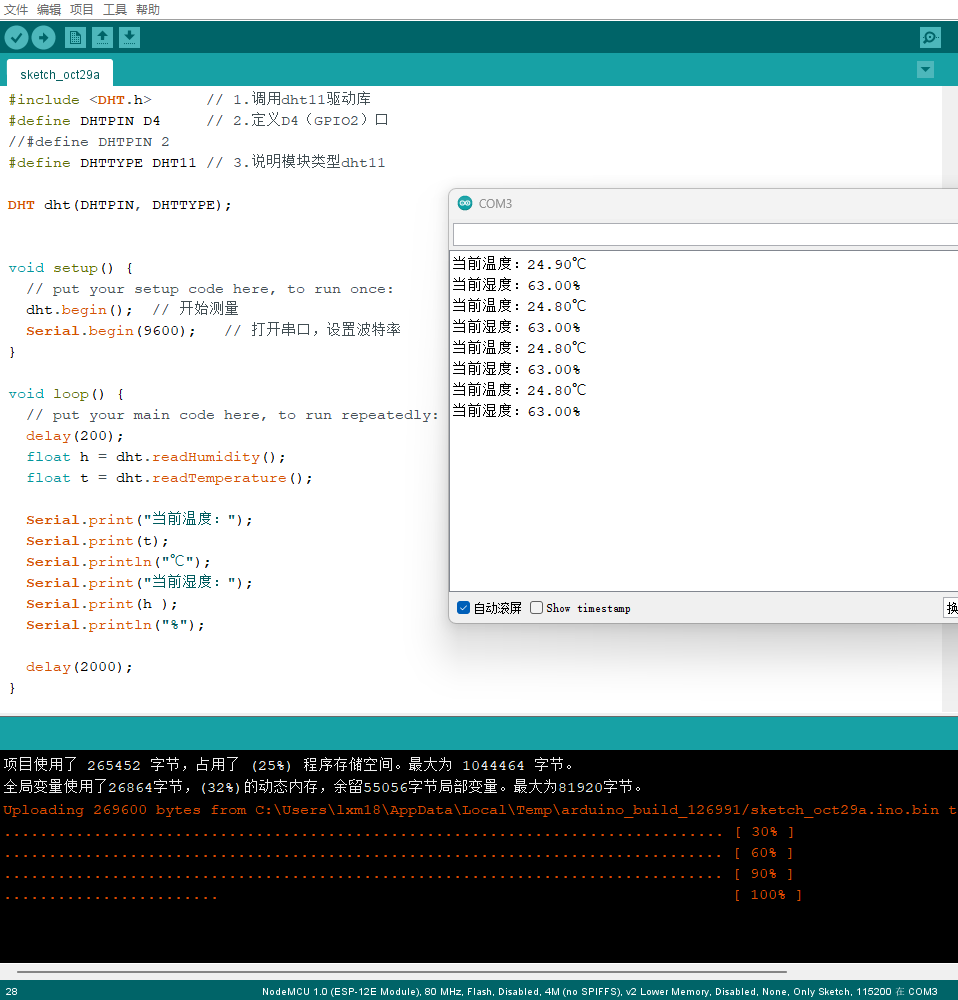 文件 编辑 项目 工具 帮助
sketch_oct29a
#include <DHT.h>      // 1.调用dht11驱动库
#define DHTPIN D4     // 2.定义D4（GPIO2）口
//#define DHTPIN 2
#define DHTTYPE DHT11 // 3.说明模块类型dht11
DHT dht(DHTPIN, DHTTYPE);
void setup() {
  // put your setup code here, to run once:
  dht.begin();  // 开始测量
  Serial.begin(9600);   // 打开串口，设置波特率
}
void loop() {
  // put your main code here, to run repeatedly:
  delay(200);
  float h = dht.readHumidity();
  float t = dht.readTemperature();
  Serial.print("当前温度：");
  Serial.print(t);
  Serial.println("℃");
  Serial.print("当前湿度：");
  Serial.print(h );
  Serial.println("%");
  delay(2000);
}
COM3
当前温度：24.90℃
当前湿度：63.00%
当前温度：24.80℃
当前湿度：63.00%
当前温度：24.80℃
当前湿度：63.00%
当前温度：24.80℃
当前湿度：63.00%
自动滚屏 Show timestamp 换
项目使用了 265452 字节，占用了 (25%) 程序存储空间。最大为 1044464 字节。
全局变量使用了26864字节，(32%)的动态内存，余留55056字节局部变量。最大为81920字节。
Uploading 269600 bytes from C:\Users\lxm18\AppData\Local\Temp\arduino_build_126991/sketch_oct29a.ino.bin t
................................................................................ [ 30% ]
................................................................................ [ 60% ]
................................................................................ [ 90% ]
........................ [ 100% ]
28 NodeMCU 1.0 (ESP-12E Module), 80 MHz, Flash, Disabled, 4M (no SPIFFS), v2 Lower Memory, Disabled, None, Only Sketch, 115200 在 COM3